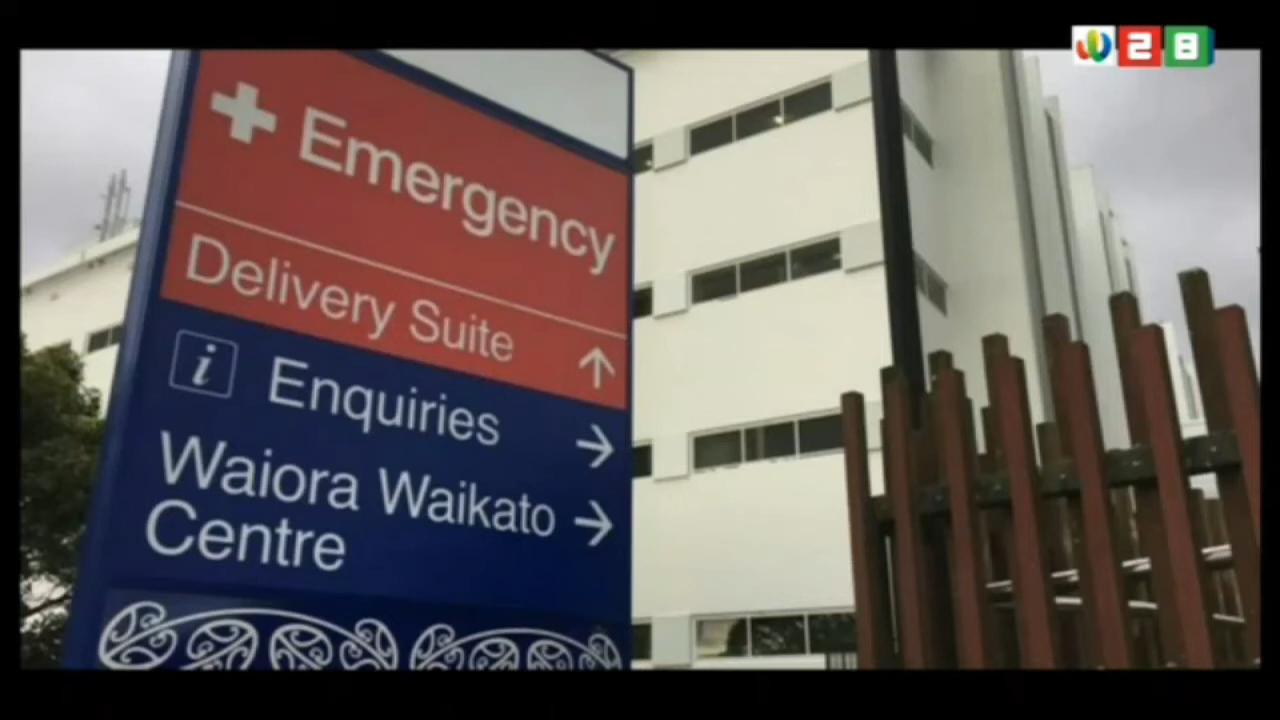 28
Emergency
Delivery Suite
i Enquiries
Waiora Waikato
Centre